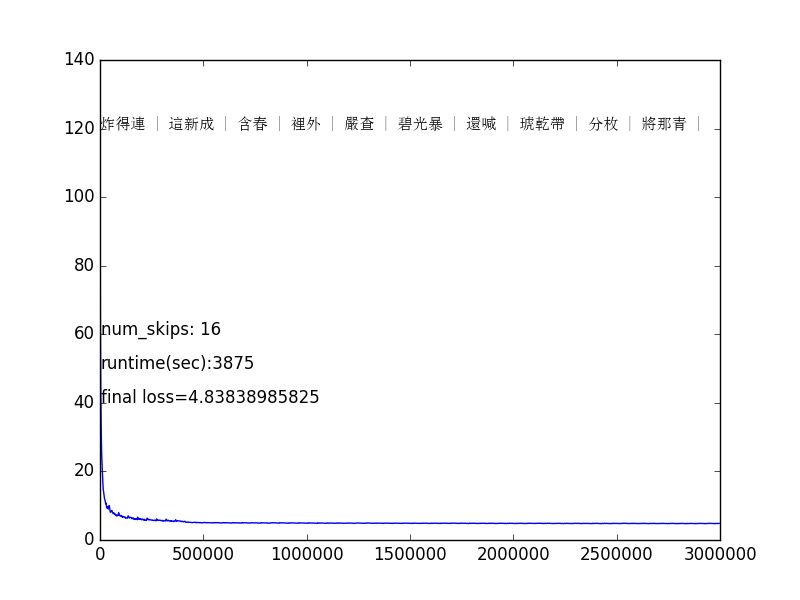 140
炸得連 | 這新成 | 含春 | 裡外 | 嚴查 | 碧光暴 | 還喊 | 琥乾帶 | 分枚 | 將那青 |
120
100
80
60
num_skips: 16
runtime(sec):3875
40
final loss=4.83838985825
20
0
0 500000 1000000 1500000 2000000 2500000 3000000